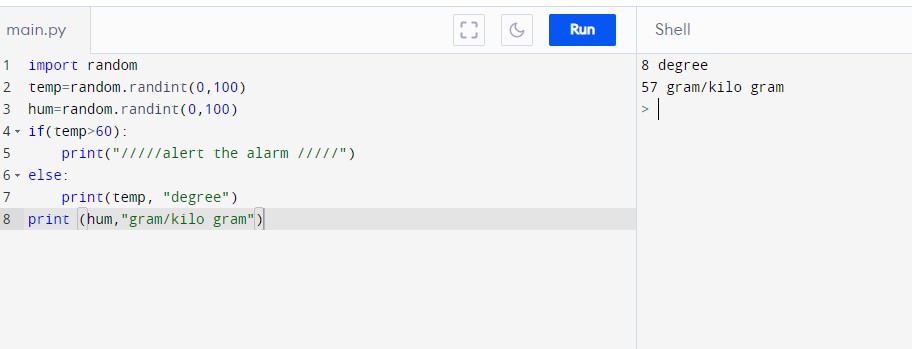 main.py
Run
Shell
1 import random
2 temp=random.randint(0,100)
3 hum=random.randint(0,100)
4 if(temp>60):
5     print("/////alert the alarm /////")
6 else:
7     print(temp, "degree")
8 print (hum,"gram/kilo gram")
8 degree
57 gram/kilo gram
>